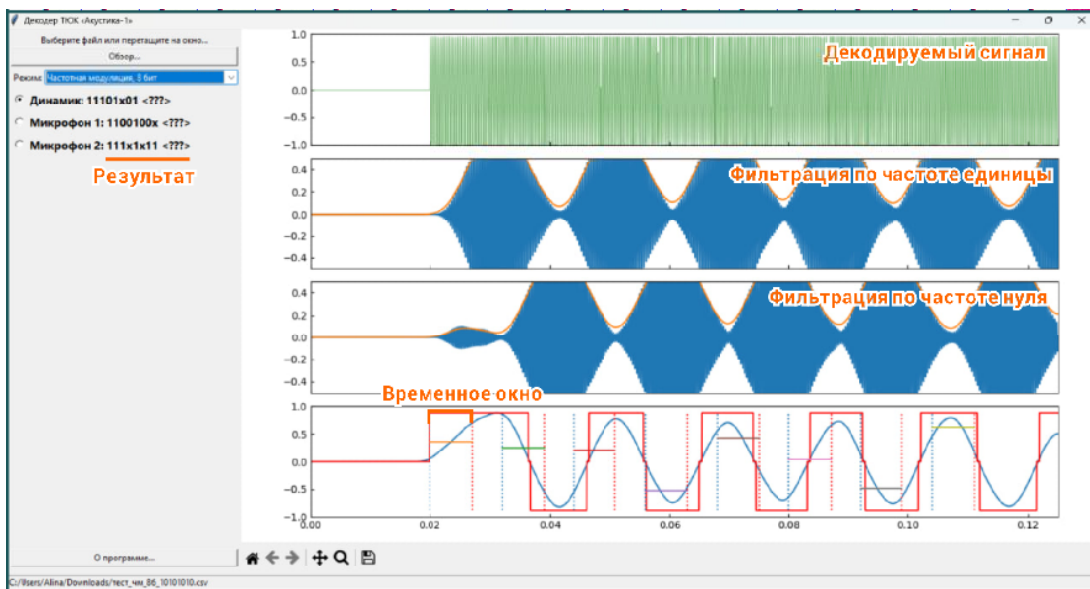 Декодер ТЮК «Акустика-1»
Выберите файл или перетащите на окно...
Обзор...
Режим: Частотная модуляция, 8 бит
Динамик: 11101x01 <???>
Микрофон 1: 1100100x <???>
Микрофон 2: 111x1x11 <???>
Результат
1.0
0.5
0.0
−0.5
−1.0
Декодируемый сигнал
0.4
0.2
0.0
−0.2
−0.4
Фильтрация по частоте единицы
0.4
0.2
0.0
−0.2
−0.4
Фильтрация по частоте нуля
Временное окно
1.0
0.5
0.0
−0.5
−1.0
0.00 0.02 0.04 0.06 0.08 0.10 0.12
О программе...
C:/Users/Alina/Downloads/тест_чм_8б_10101010.csv